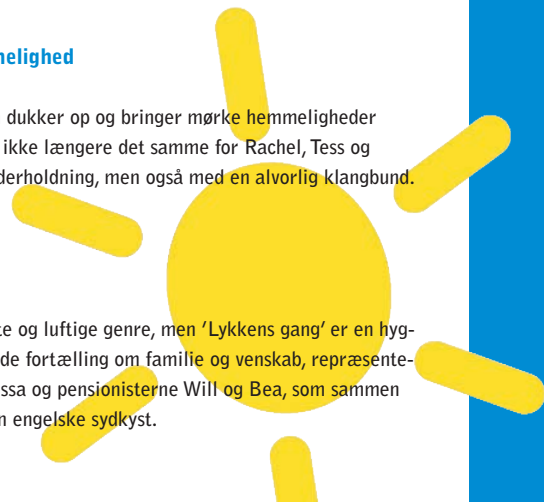 melighed
dukker op og bringer mørke hemmeligheder
ikke længere det samme for Rachel, Tess og
derholdning, men også med en alvorlig klangbund.
te og luftige genre, men ’Lykkens gang’ er en hyg-
de fortælling om familie og venskab, repræsente-
ssa og pensionisterne Will og Bea, som sammen
n engelske sydkyst.